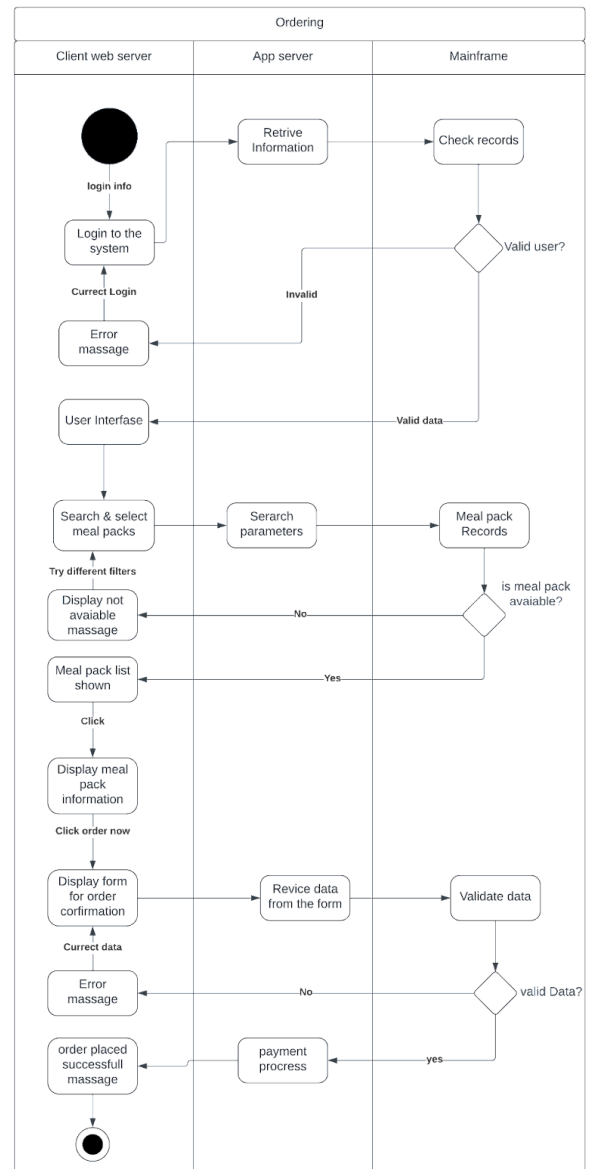 Ordering
Client web server
App server
Mainframe
Retrive
Information
Check records
login info
Login to the
system
Valid user?
Currect Login
Invalid
Error
massage
User Interfase
Valid data
Search & select
meal packs
Serarch
parameters
Meal pack
Records
Try different filters
is meal pack
avaiable?
Display not
avaiable
massage
No
Meal pack list
shown
Yes
Click
Display meal
pack
information
Click order now
Display form
for order
corfirmation
Revice data
from the form
Validate data
Currect data
Error
massage
No
valid Data?
order placed
successfull
massage
payment
procress
yes